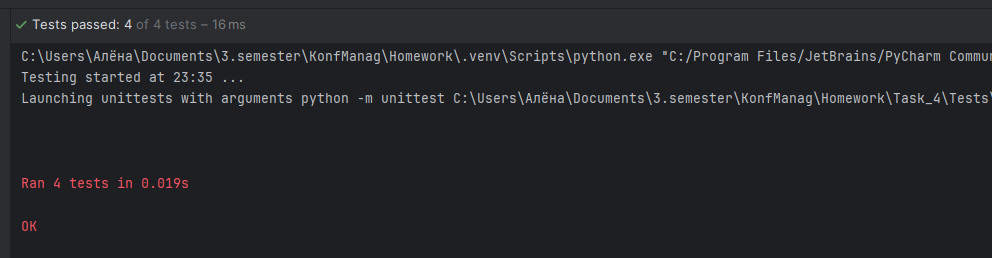 Tests passed: 4 of 4 tests – 16 ms
C:\Users\Алёна\Documents\3.semester\KonfManag\Homework\.venv\Scripts\python.exe "C:/Program Files/JetBrains/PyCharm Commun
Testing started at 23:35 ...
Launching unittests with arguments python -m unittest C:\Users\Алёна\Documents\3.semester\KonfManag\Homework\Task_4\Tests\
Ran 4 tests in 0.019s
OK